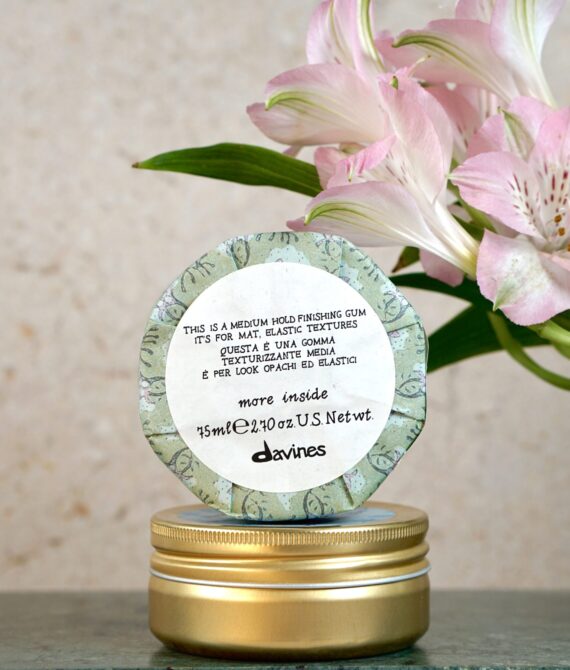 THIS IS A MEDIUM HOLD FINISHING GUM
IT'S FOR MAT, ELASTIC TEXTURES
QUESTA È UNA GOMMA
TEXTURIZZANTE MEDIA
È PER LOOK OPACHI ED ELASTICI
more inside
75ml℮2.70 oz.U.S. Net wt.
davines